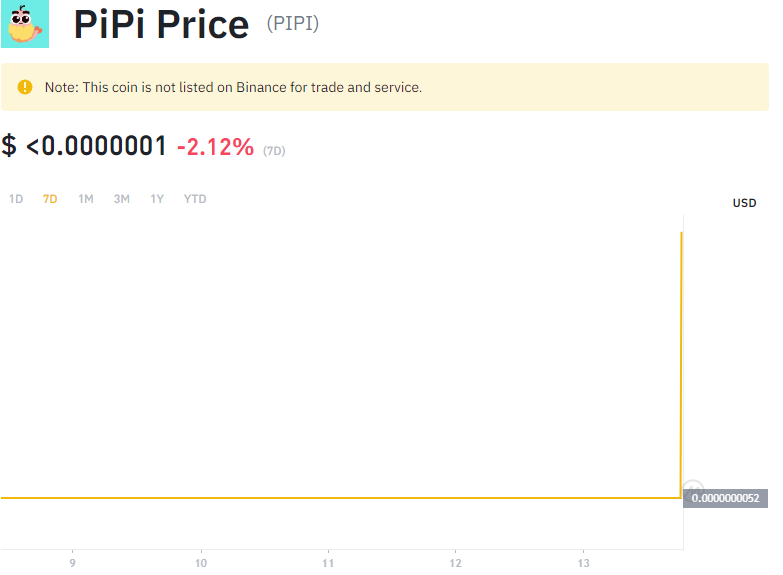 PiPi Price (PIPI)
Note: This coin is not listed on Binance for trade and service.
$ <0.0000001 -2.12% (7D)
1D 7D 1M 3M 1Y YTD
USD
0.0000000052
9 10 11 12 13